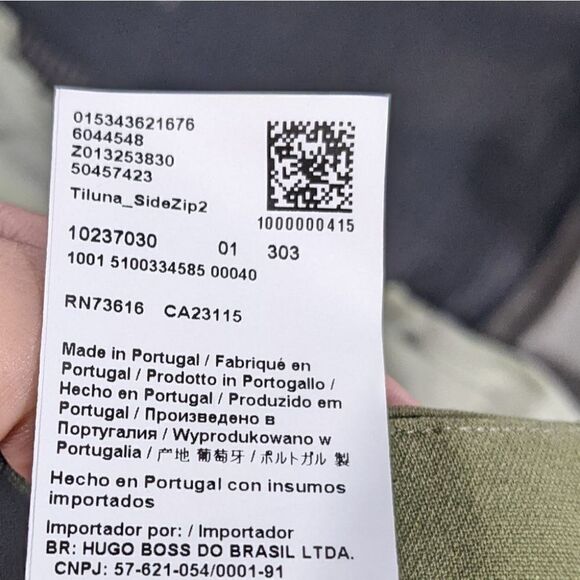 015343621676
6044548
Z013253830
50457423
Tiluna_SideZip2
1000000415
10237030 01 303
1001 5100334585 00040
RN73616 CA23115
Made in Portugal / Fabriqué en
Portugal / Prodotto in Portogallo /
Hecho en Portugal / Produzido em
Portugal / Произведено в
Португалия / Wyprodukowano w
Portugalia / 产地 葡萄牙 / ポルトガル 製
Hecho en Portugal con insumos
importados
Importador por: / Importador
BR: HUGO BOSS DO BRASIL LTDA.
CNPJ: 57-621-054/0001-91